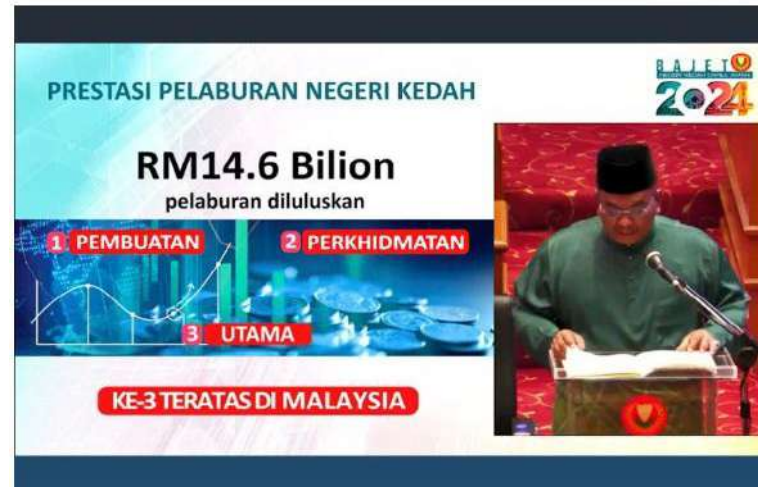 BAJET
2024
PRESTASI PELABURAN NEGERI KEDAH
RM14.6 Bilion
pelaburan diluluskan
1 PEMBUATAN
2 PERKHIDMATAN
3 UTAMA
KE-3 TERATAS DI MALAYSIA